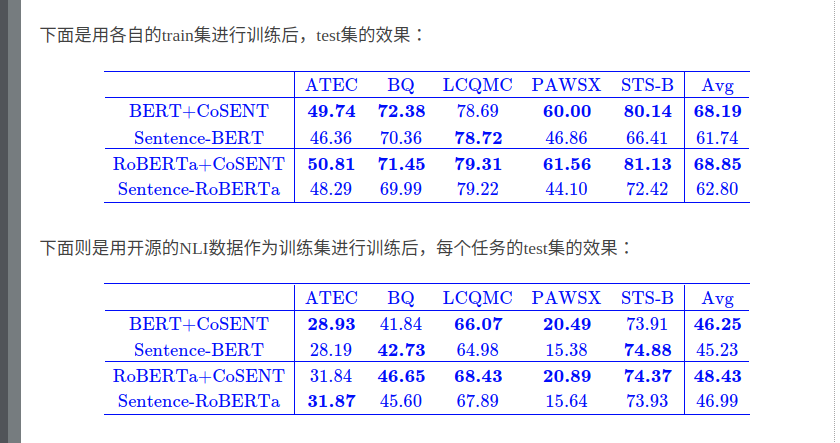 下面是用各自的train集进行训练后，test集的效果：
ATEC BQ LCQMC PAWSX STS-B Avg
BERT+CoSENT 49.74 72.38 78.69 60.00 80.14 68.19
Sentence-BERT 46.36 70.36 78.72 46.86 66.41 61.74
RoBERTa+CoSENT 50.81 71.45 79.31 61.56 81.13 68.85
Sentence-RoBERTa 48.29 69.99 79.22 44.10 72.42 62.80
下面则是用开源的NLI数据作为训练集进行训练后，每个任务的test集的效果：
ATEC BQ LCQMC PAWSX STS-B Avg
BERT+CoSENT 28.93 41.84 66.07 20.49 73.91 46.25
Sentence-BERT 28.19 42.73 64.98 15.38 74.88 45.23
RoBERTa+CoSENT 31.84 46.65 68.43 20.89 74.37 48.43
Sentence-RoBERTa 31.87 45.60 67.89 15.64 73.93 46.99